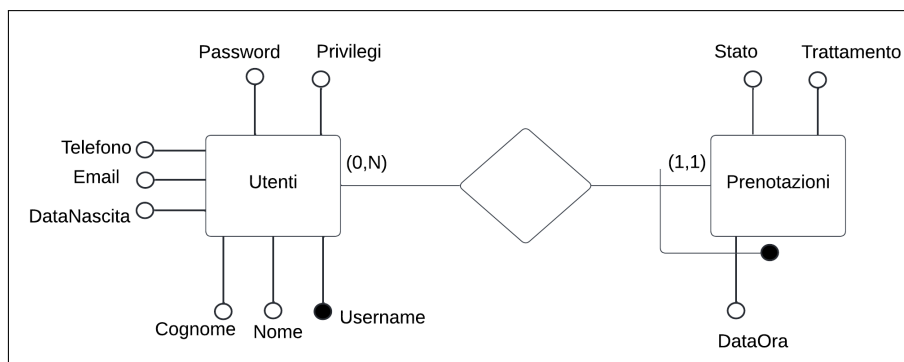 Password
Privilegi
Stato
Trattamento
Telefono
Email
DataNascita
Utenti
(0,N)
(1,1)
Prenotazioni
Cognome
Nome
Username
DataOra